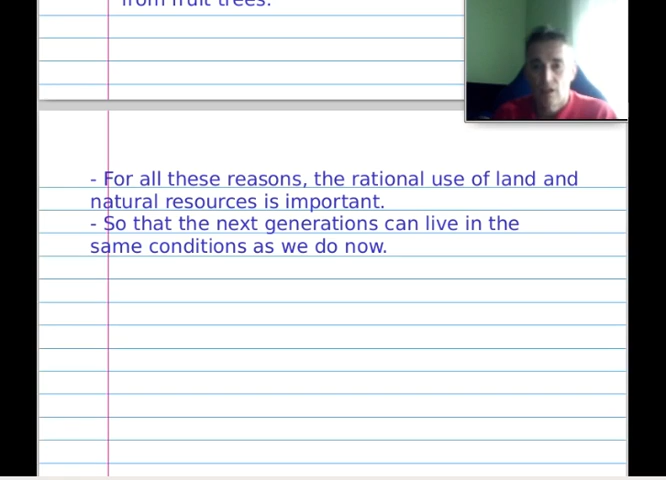 from fruit trees.
- For all these reasons, the rational use of land and
natural resources is important.
- So that the next generations can live in the
same conditions as we do now.